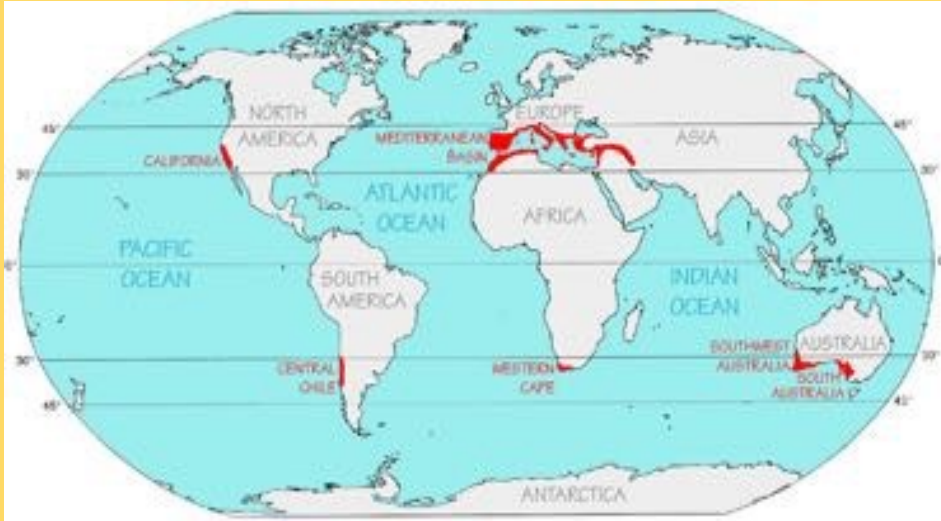 NORTH
AMERICA
EUROPE
ASIA
45°
45°
MEDITERRANEAN
BASIN
CALIFORNIA
30°
30°
ATLANTIC
OCEAN
AFRICA
PACIFIC
OCEAN
0°
SOUTH
AMERICA
INDIAN
OCEAN
CENTRAL
CHILE
WESTERN
CAPE
SOUTHWEST
AUSTRALIA
AUSTRALIA
SOUTH
AUSTRALIA
30°
30°
45°
45°
ANTARCTICA